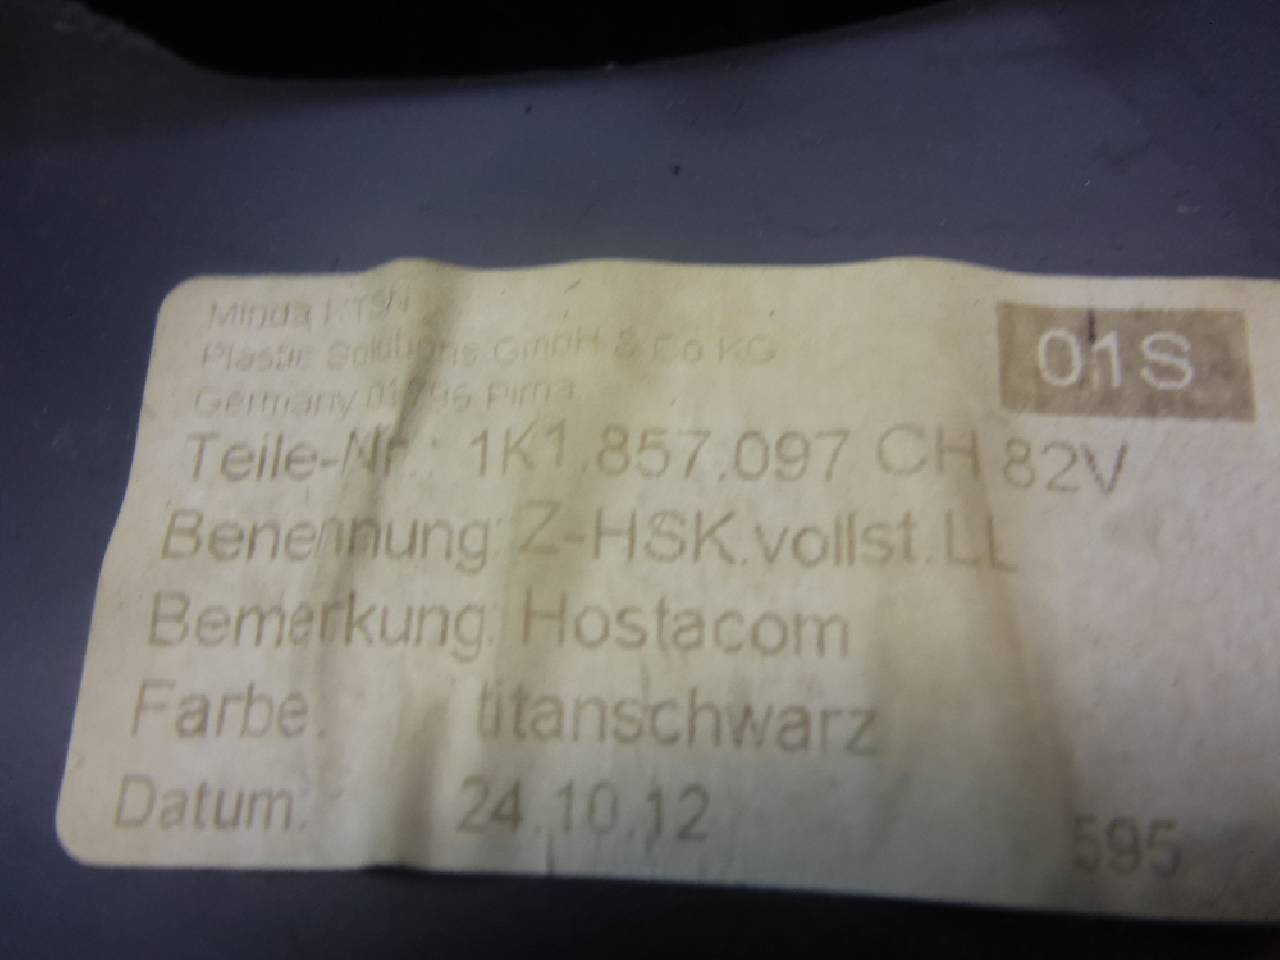 Minda KTSN
Plastic Solutions GmbH & Co KG
Germany 01796 Pirna
01S
Teile-Nr.: 1K1.857.097 CH 82V
Benennung: Z-HSK.vollst.LL
Bemerkung: Hostacom
Farbe: titanschwarz
Datum: 24.10.12
595